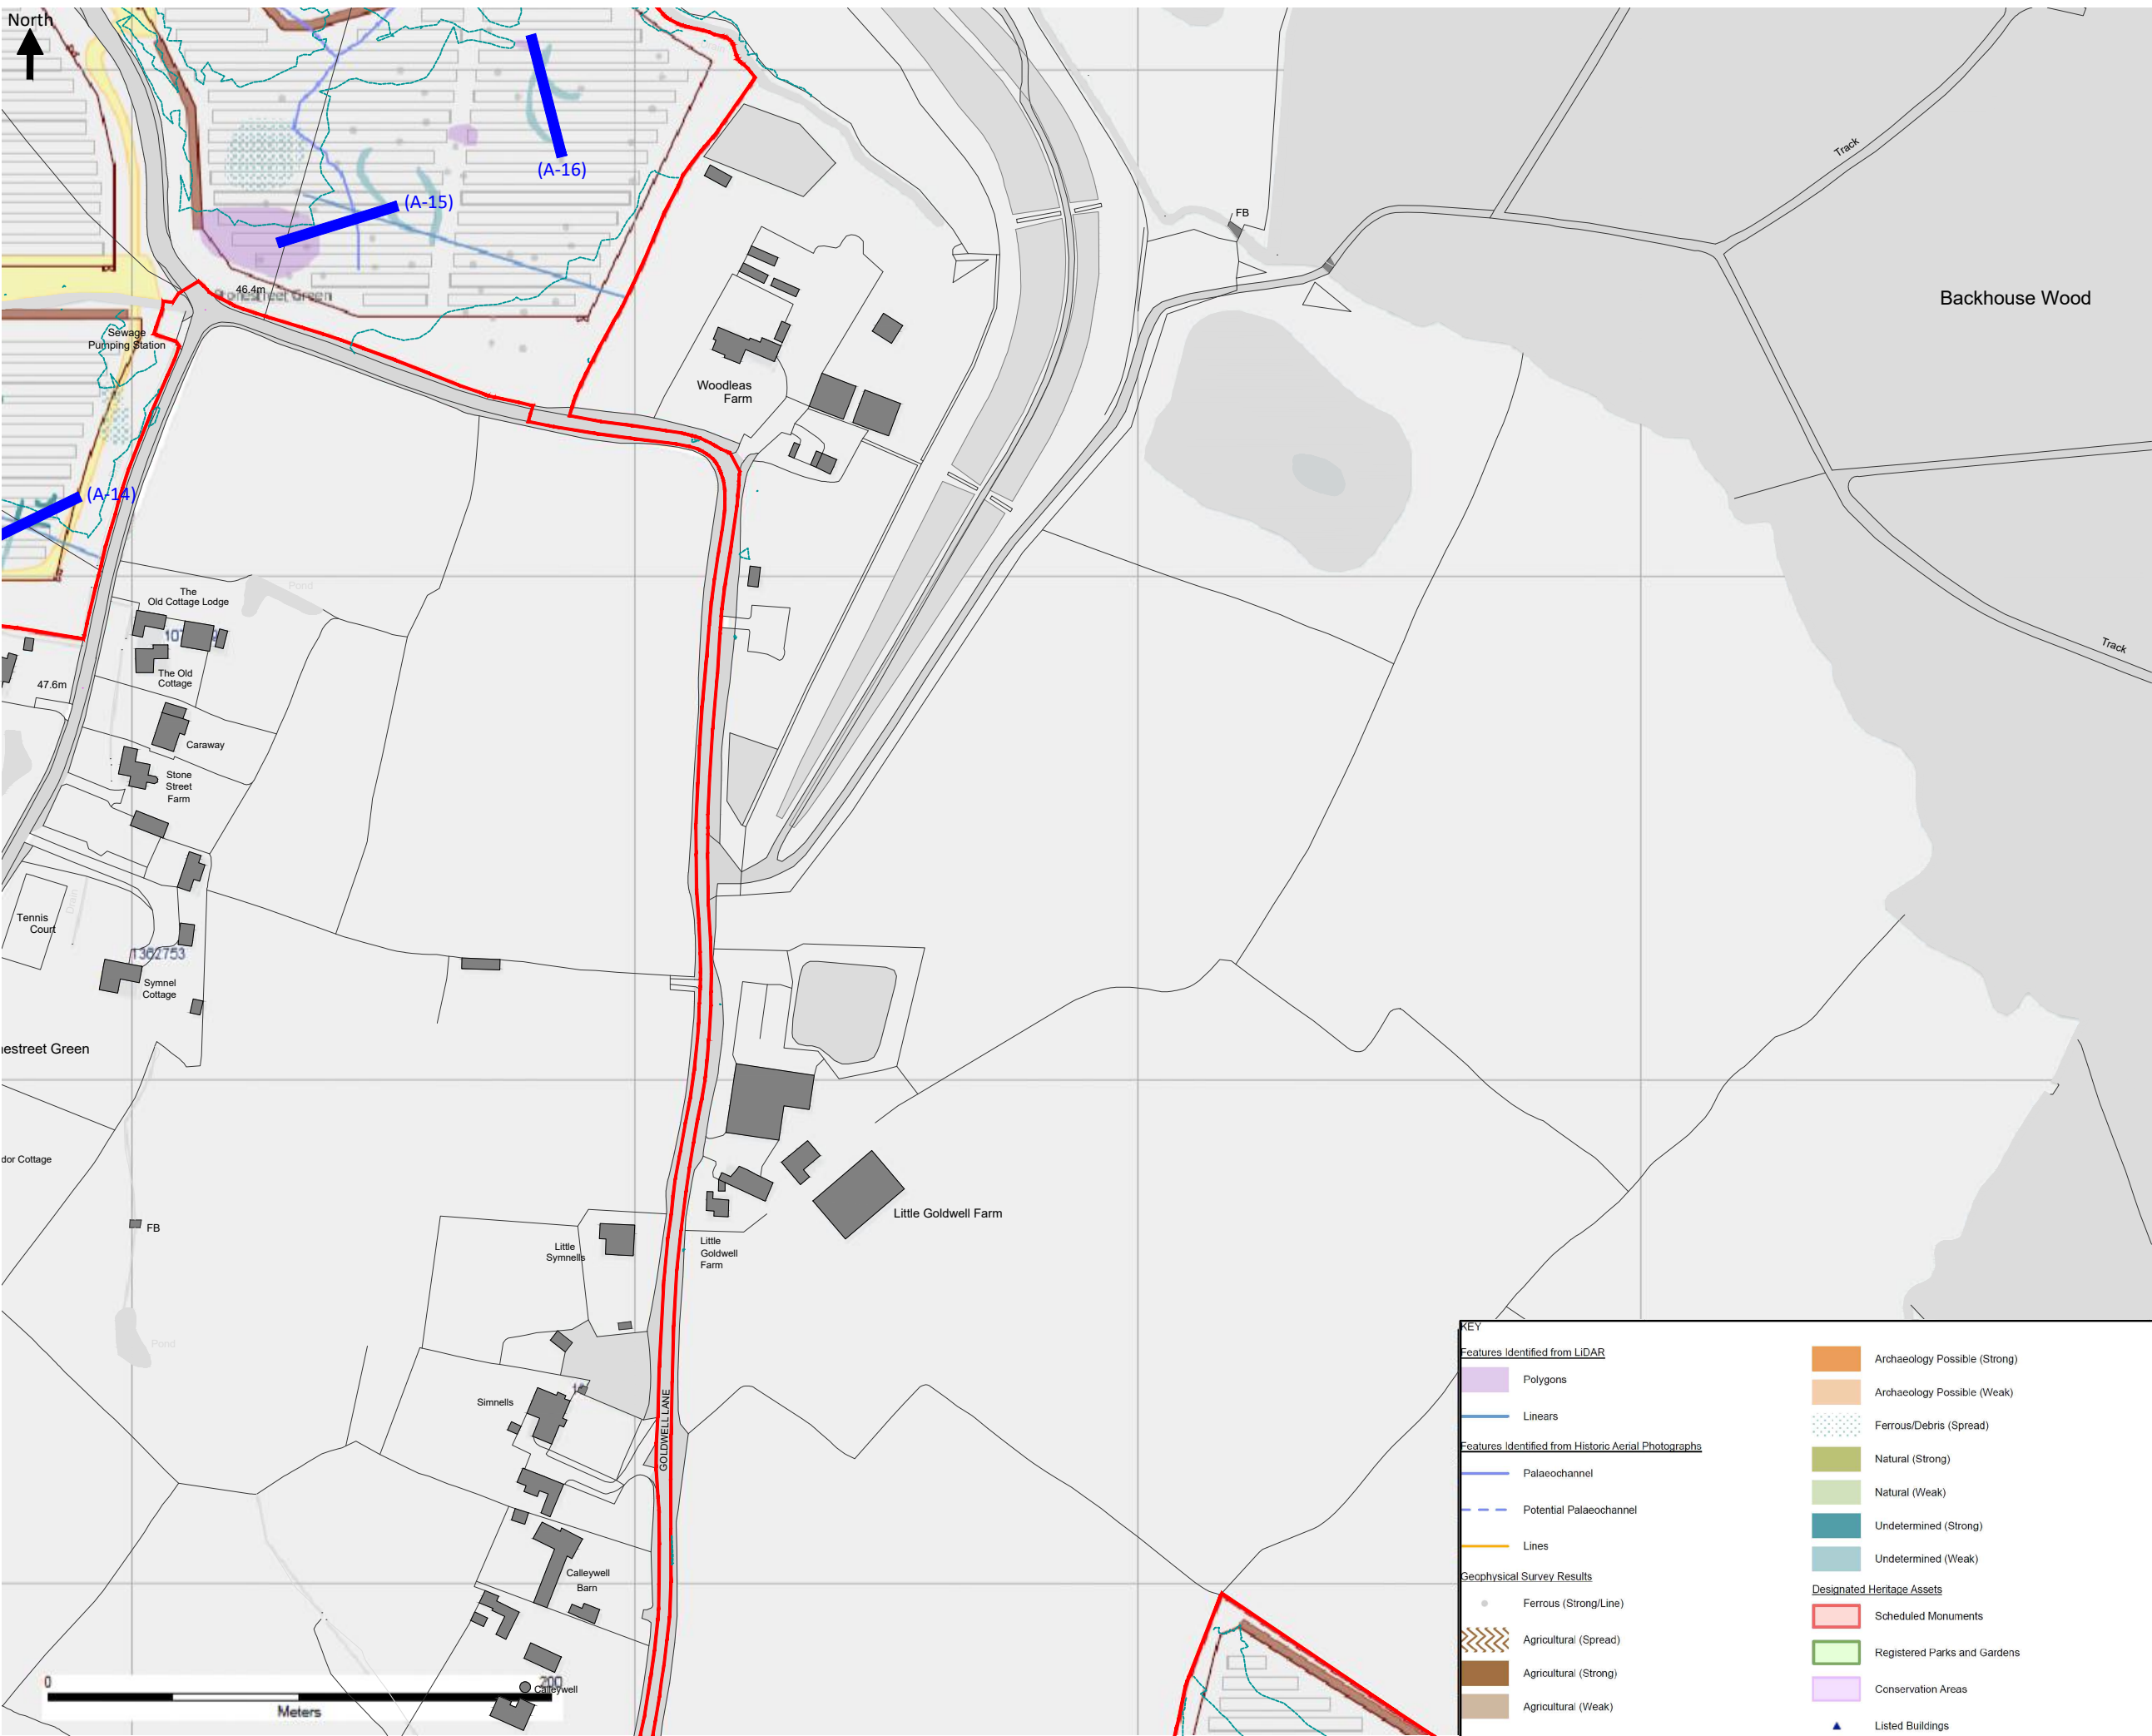 North
Drain
(A-16)
(A-15)
Track
FB
Backhouse Wood
46.4m
Stonestreet Green
Sewage
Pumping Station
Woodleas
Farm
(A-14)
Pond
The
Old Cottage Lodge
The Old
Cottage
47.6m
Track
Caraway
Stone
Street
Farm
Drain
Tennis
Court
1362753
Symnel
Cottage
estreet Green
dor Cottage
FB
Little Goldwell Farm
Little
Symnells
Little
Goldwell
Farm
Pond
Simnells
GOLDWELL LANE
Calleywell
Barn
Calleywell
0 200
Meters
KEY
Features Identified from LiDAR
Polygons
Linears
Features Identified from Historic Aerial Photographs
Palaeochannel
Potential Palaeochannel
Lines
Geophysical Survey Results
Ferrous (Strong/Line)
Agricultural (Spread)
Agricultural (Strong)
Agricultural (Weak)
Archaeology Possible (Strong)
Archaeology Possible (Weak)
Ferrous/Debris (Spread)
Natural (Strong)
Natural (Weak)
Undetermined (Strong)
Undetermined (Weak)
Designated Heritage Assets
Scheduled Monuments
Registered Parks and Gardens
Conservation Areas
Listed Buildings